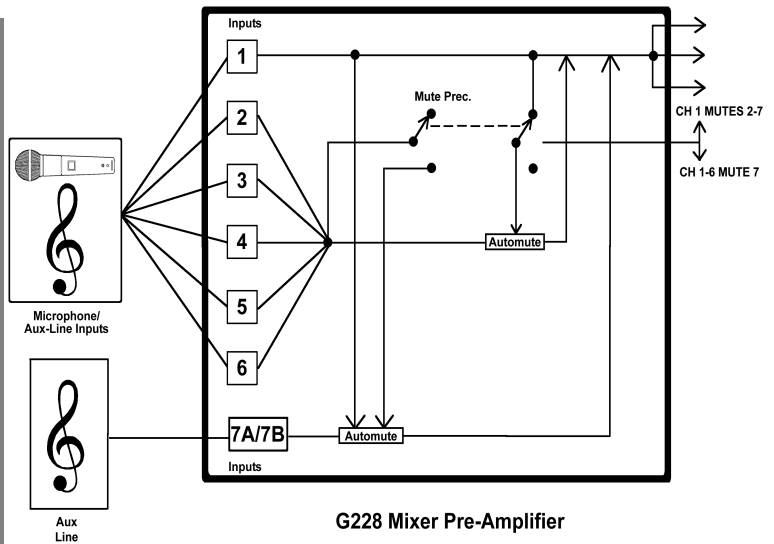 Inputs
1
Mute Prec.
2
CH 1 MUTES 2-7
3
CH 1-6 MUTE 7
4
Automute
Microphone/
Aux-Line Inputs
5
6
7A/7B
Automute
Inputs
Aux
Line
G228 Mixer Pre-Amplifier